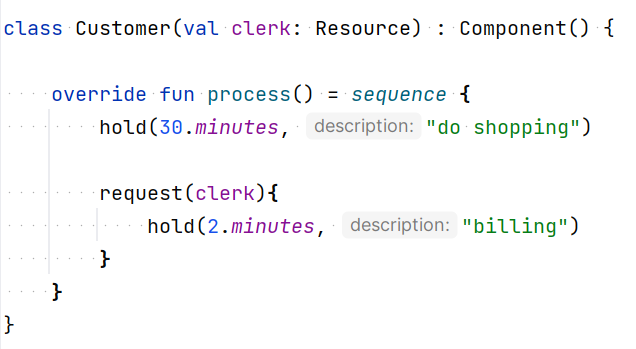 class Customer(val clerk: Resource) : Component() {
    override fun process() = sequence {
        hold(30.minutes, description: "do shopping")
        request(clerk){
            hold(2.minutes, description: "billing")
        }
    }
}